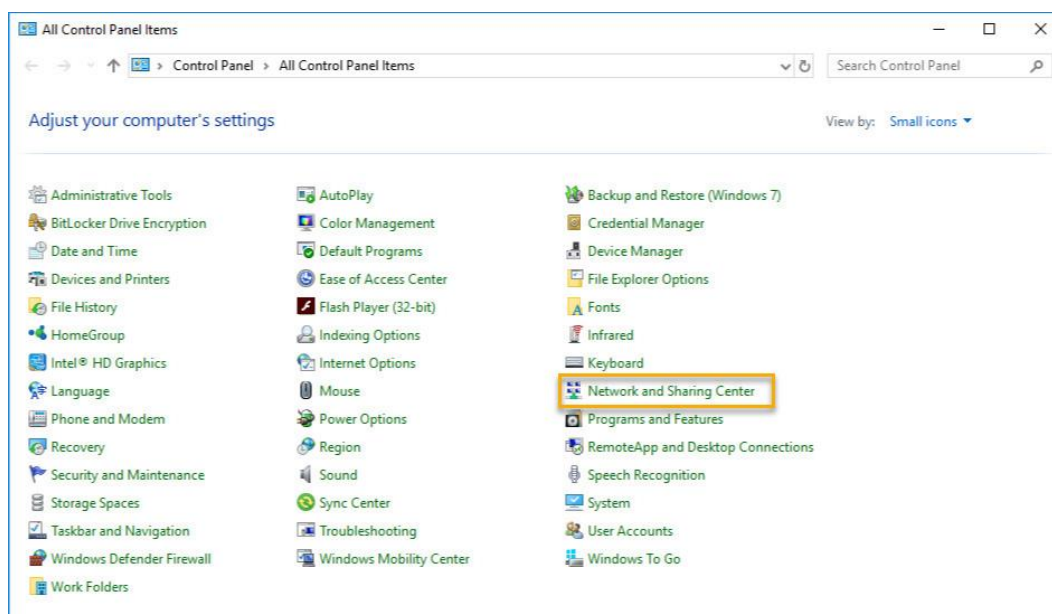 All Control Panel Items
Control Panel > All Control Panel Items
Search Control Panel
Adjust your computer's settings
View by: Small icons
Administrative Tools
AutoPlay
Backup and Restore (Windows 7)
BitLocker Drive Encryption
Color Management
Credential Manager
Date and Time
Default Programs
Device Manager
Devices and Printers
Ease of Access Center
File Explorer Options
File History
Flash Player (32-bit)
Fonts
HomeGroup
Indexing Options
Infrared
Intel® HD Graphics
Internet Options
Keyboard
Language
Mouse
Network and Sharing Center
Phone and Modem
Power Options
Programs and Features
Recovery
Region
RemoteApp and Desktop Connections
Security and Maintenance
Sound
Speech Recognition
Storage Spaces
Sync Center
System
Taskbar and Navigation
Troubleshooting
User Accounts
Windows Defender Firewall
Windows Mobility Center
Windows To Go
Work Folders